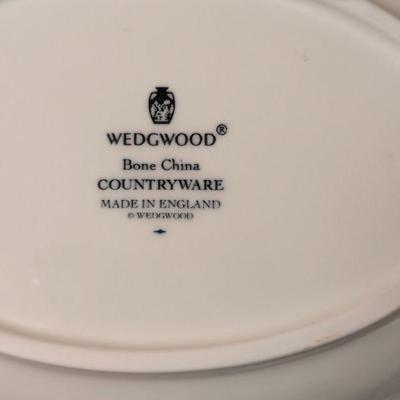 WEDGWOOD®
Bone China
COUNTRYWARE
MADE IN ENGLAND
© WEDGWOOD